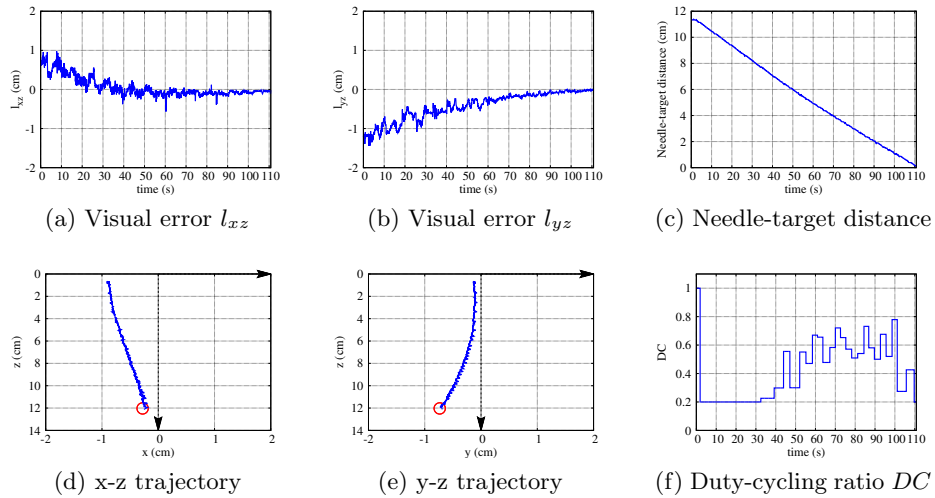 2
1
0
-1
-2
l_xz (cm)
0 10 20 30 40 50 60 70 80 90 100 110
time (s)
(a) Visual error l_xz
2
1
0
-1
-2
l_yz (cm)
0 10 20 30 40 50 60 70 80 90 100 110
time (s)
(b) Visual error l_yz
12
10
8
6
4
2
0
Needle-target distance (cm)
0 10 20 30 40 50 60 70 80 90 100 110
time (s)
(c) Needle-target distance
0
2
4
6
8
10
12
14
z (cm)
-2 -1 0 1 2
x (cm)
(d) x-z trajectory
0
2
4
6
8
10
12
14
z (cm)
-2 -1 0 1 2
y (cm)
(e) y-z trajectory
1
0.8
0.6
0.4
0.2
0
DC
0 10 20 30 40 50 60 70 80 90 100 110
time (s)
(f) Duty-cycling ratio DC